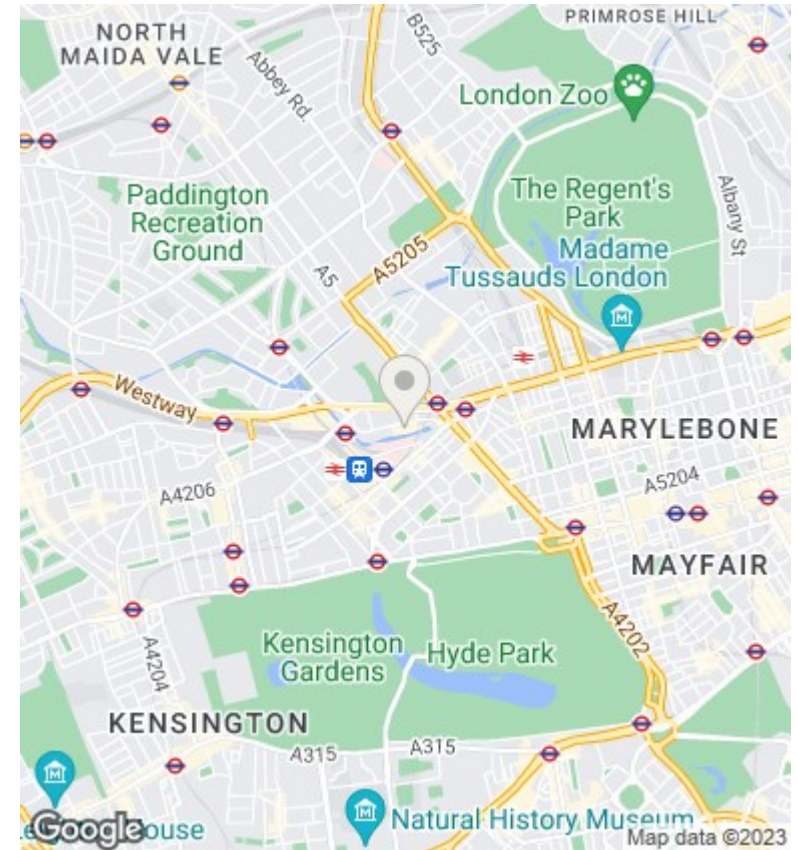 PRIMROSE HILL
NORTH
MAIDA VALE
B525
Abbey Rd.
London Zoo
Paddington
Recreation
Ground
The Regent's
Park
Albany St
A5205
A5
Madame
Tussauds London
Westway
MARYLEBONE
A4206
A5204
MAYFAIR
A4202
A4204
Kensington
Gardens
Hyde Park
KENSINGTON
A315
A315
Natural History Museum
Google
ouse
Map data ©2023